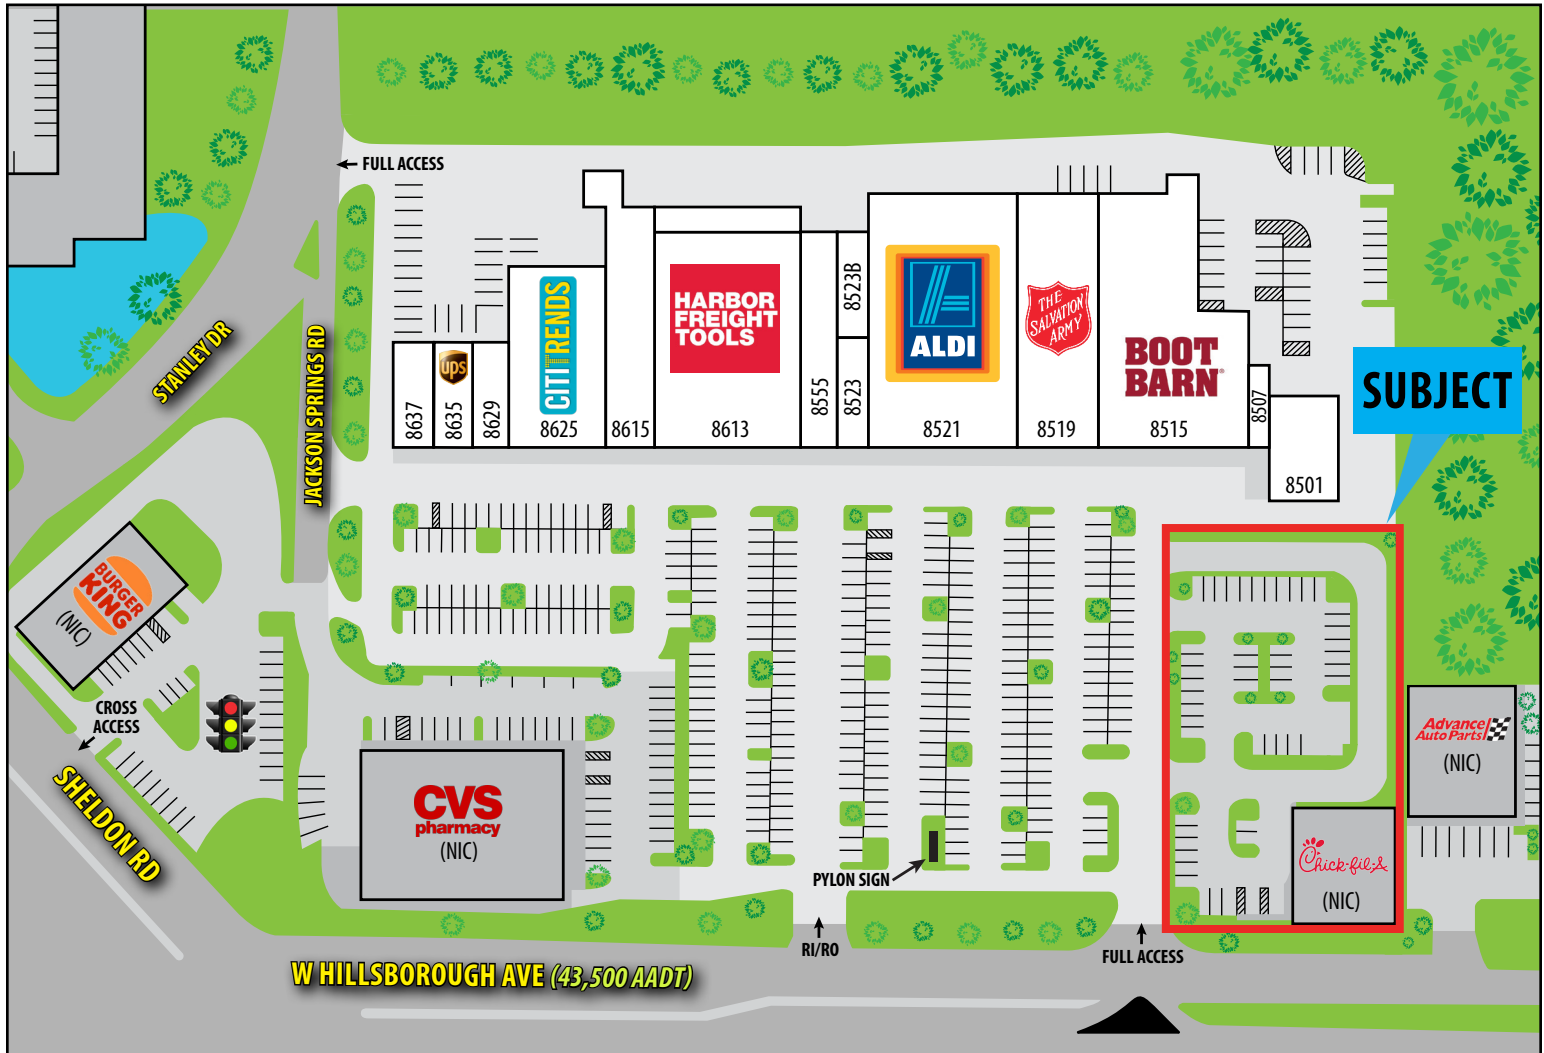 FULL ACCESS
STANLEY DR
JACKSON SPRINGS RD
8637
ups
8635
8629
CITITRENDS
8625
8615
HARBOR
FREIGHT
TOOLS
8613
8555
8523B
8523
ALDI
8521
THE
SALVATION
ARMY
8519
BOOT
BARN®
8515
8507
8501
SUBJECT
BURGER
KING
(NIC)
CROSS
ACCESS
SHELDON RD
CVS
pharmacy
(NIC)
PYLON SIGN
RI/RO
FULL ACCESS
Chick-fil-A
(NIC)
Advance
Auto Parts
(NIC)
W HILLSBOROUGH AVE (43,500 AADT)